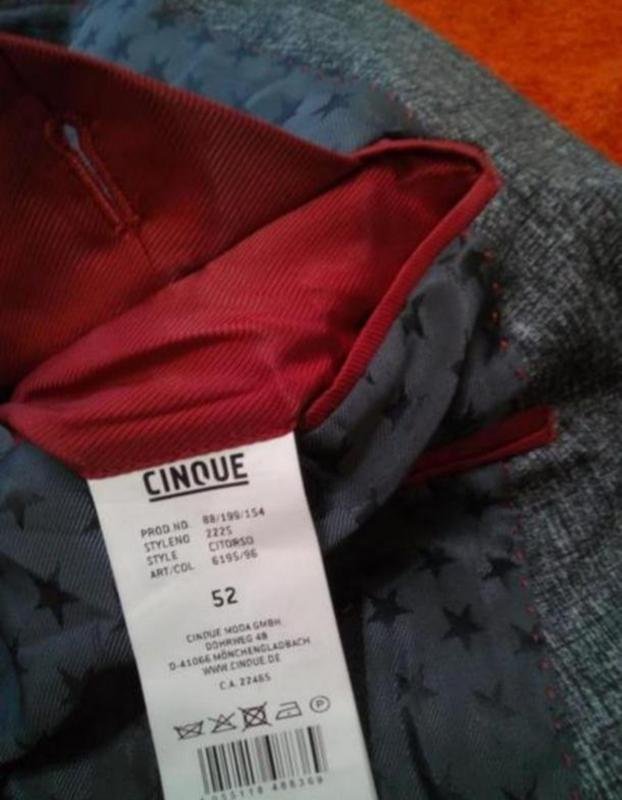 CINQUE
PROD.NO. 88/199/154
STYLENO 2225
STYLE CITORSO
ART/COL 6195/96
52
CINQUE MODA GMBH
DOHRWEG 48
D-41066 MÖNCHENGLADBACH
WWW.CINQUE.DE
C.A. 22465
P